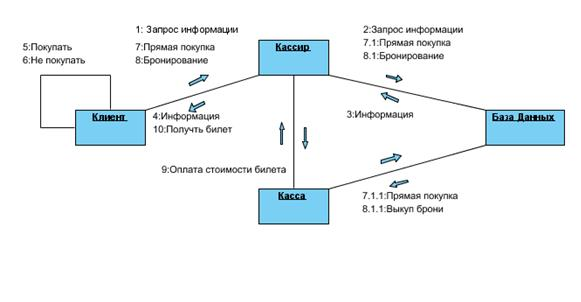 1: Запрос информации
2: Запрос информации
5:Покупать
6:Не покупать
7:Прямая покупка
8:Бронирование
Кассир
7.1:Прямая покупка
8.1:Бронирование
Клиент
4:Информация
10:Получть билет
3:Информация
База Данных
9:Оплата стоимости билета
Касса
7.1.1:Прямая покупка
8.1.1:Выкуп брони